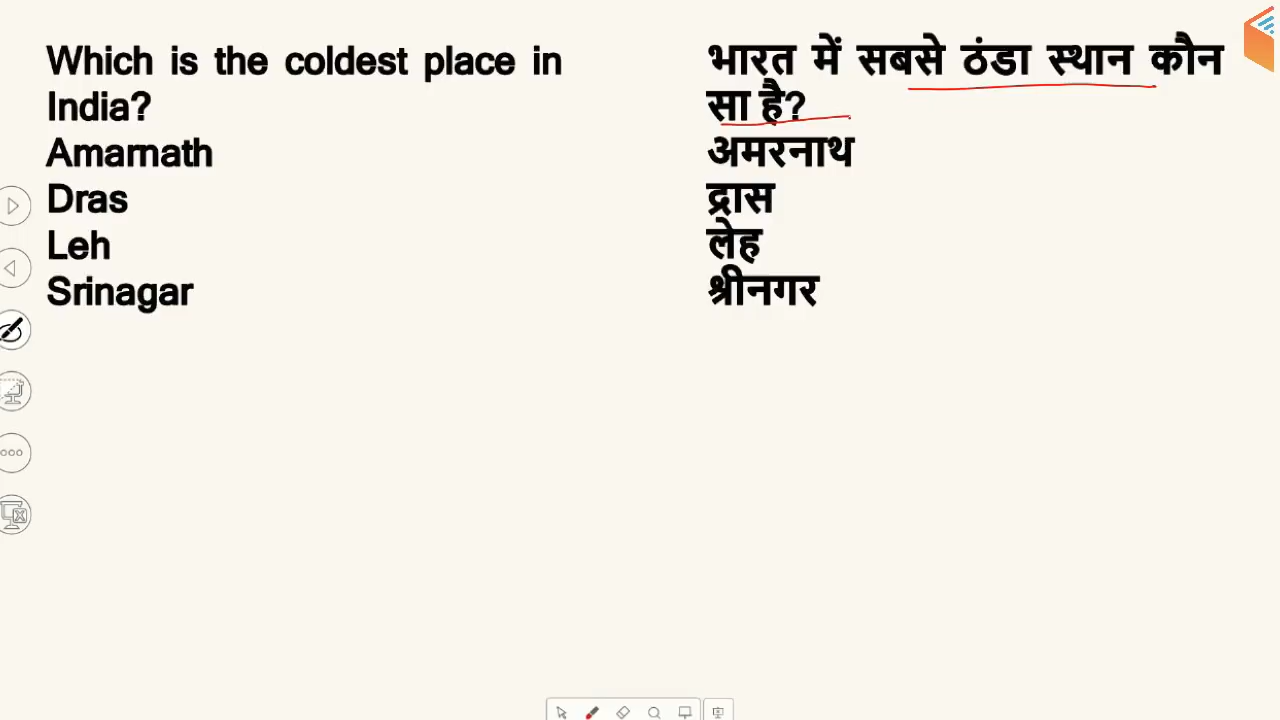 Which is the coldest place in
India?
Amarnath
Dras
Leh
Srinagar
भारत में सबसे ठंडा स्थान कौन
सा है?
अमरनाथ
द्रास
लेह
श्रीनगर